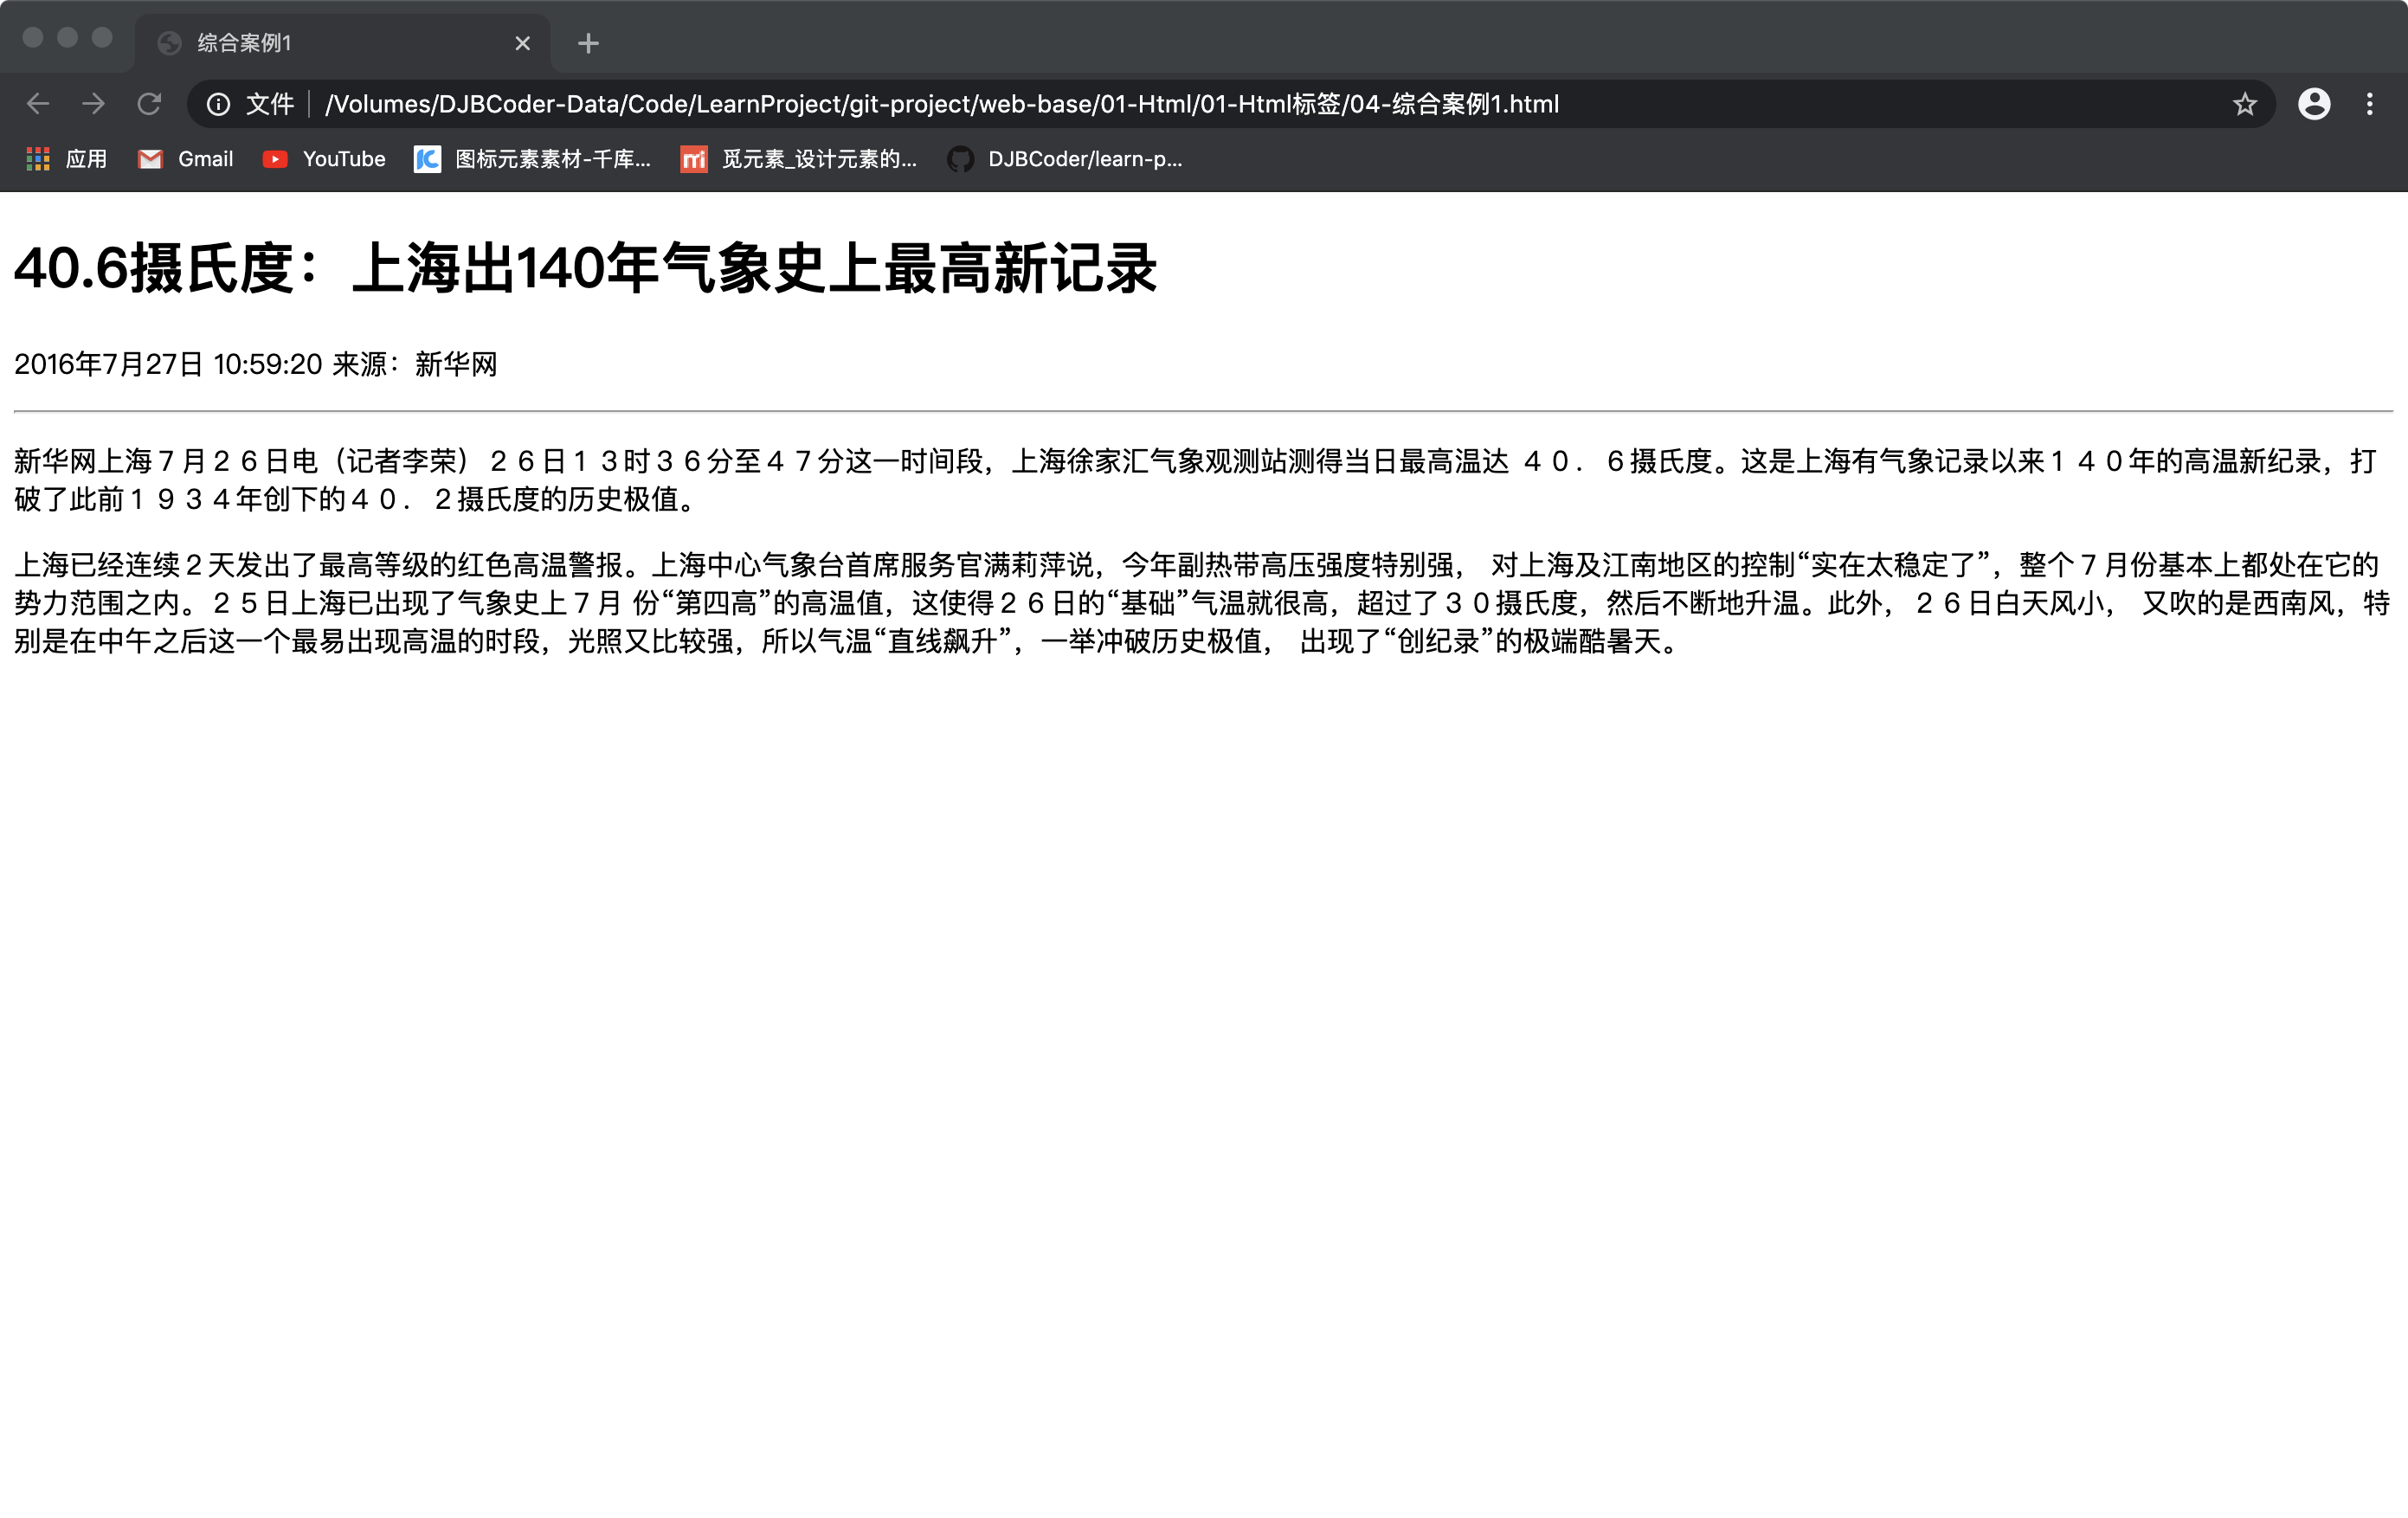 综合案例1
文件 /Volumes/DJBCoder-Data/Code/LearnProject/git-project/web-base/01-Html/01-Html标签/04-综合案例1.html
应用 Gmail YouTube 图标元素素材-千库... 觅元素_设计元素的... DJBCoder/learn-p...
40.6摄氏度：上海出140年气象史上最高新记录
2016年7月27日 10:59:20 来源：新华网
新华网上海７月２６日电（记者李荣）２６日１３时３６分至４７分这一时间段，上海徐家汇气象观测站测得当日最高温达 ４０．６摄氏度。这是上海有气象记录以来１４０年的高温新纪录，打
破了此前１９３４年创下的４０．２摄氏度的历史极值。
上海已经连续２天发出了最高等级的红色高温警报。上海中心气象台首席服务官满莉萍说，今年副热带高压强度特别强， 对上海及江南地区的控制“实在太稳定了”，整个７月份基本上都处在它的
势力范围之内。２５日上海已出现了气象史上７月 份“第四高”的高温值，这使得２６日的“基础”气温就很高，超过了３０摄氏度，然后不断地升温。此外，２６日白天风小， 又吹的是西南风，特
别是在中午之后这一个最易出现高温的时段，光照又比较强，所以气温“直线飙升”，一举冲破历史极值， 出现了“创纪录”的极端酷暑天。